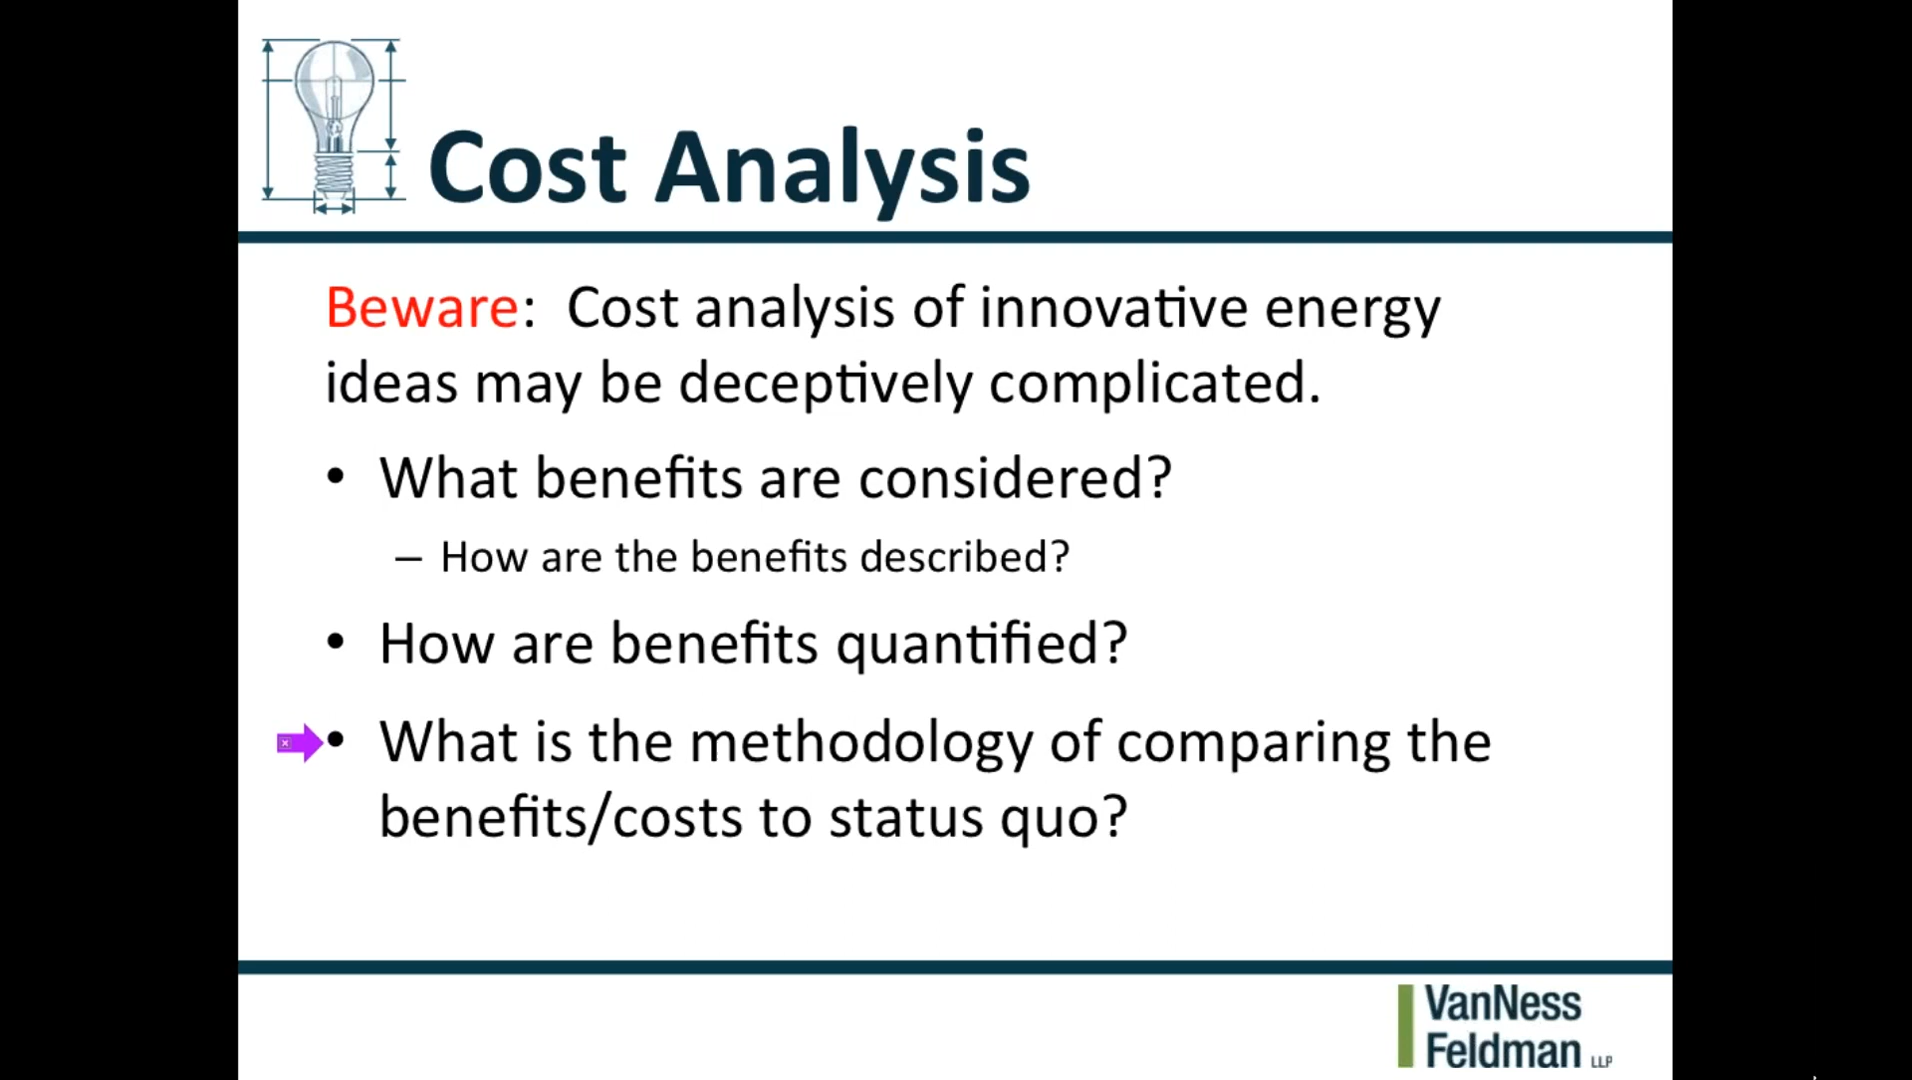 Cost Analysis
Beware: Cost analysis of innovative energy
ideas may be deceptively complicated.
• What benefits are considered?
– How are the benefits described?
• How are benefits quantified?
• What is the methodology of comparing the
benefits/costs to status quo?
VanNess
Feldman LLP